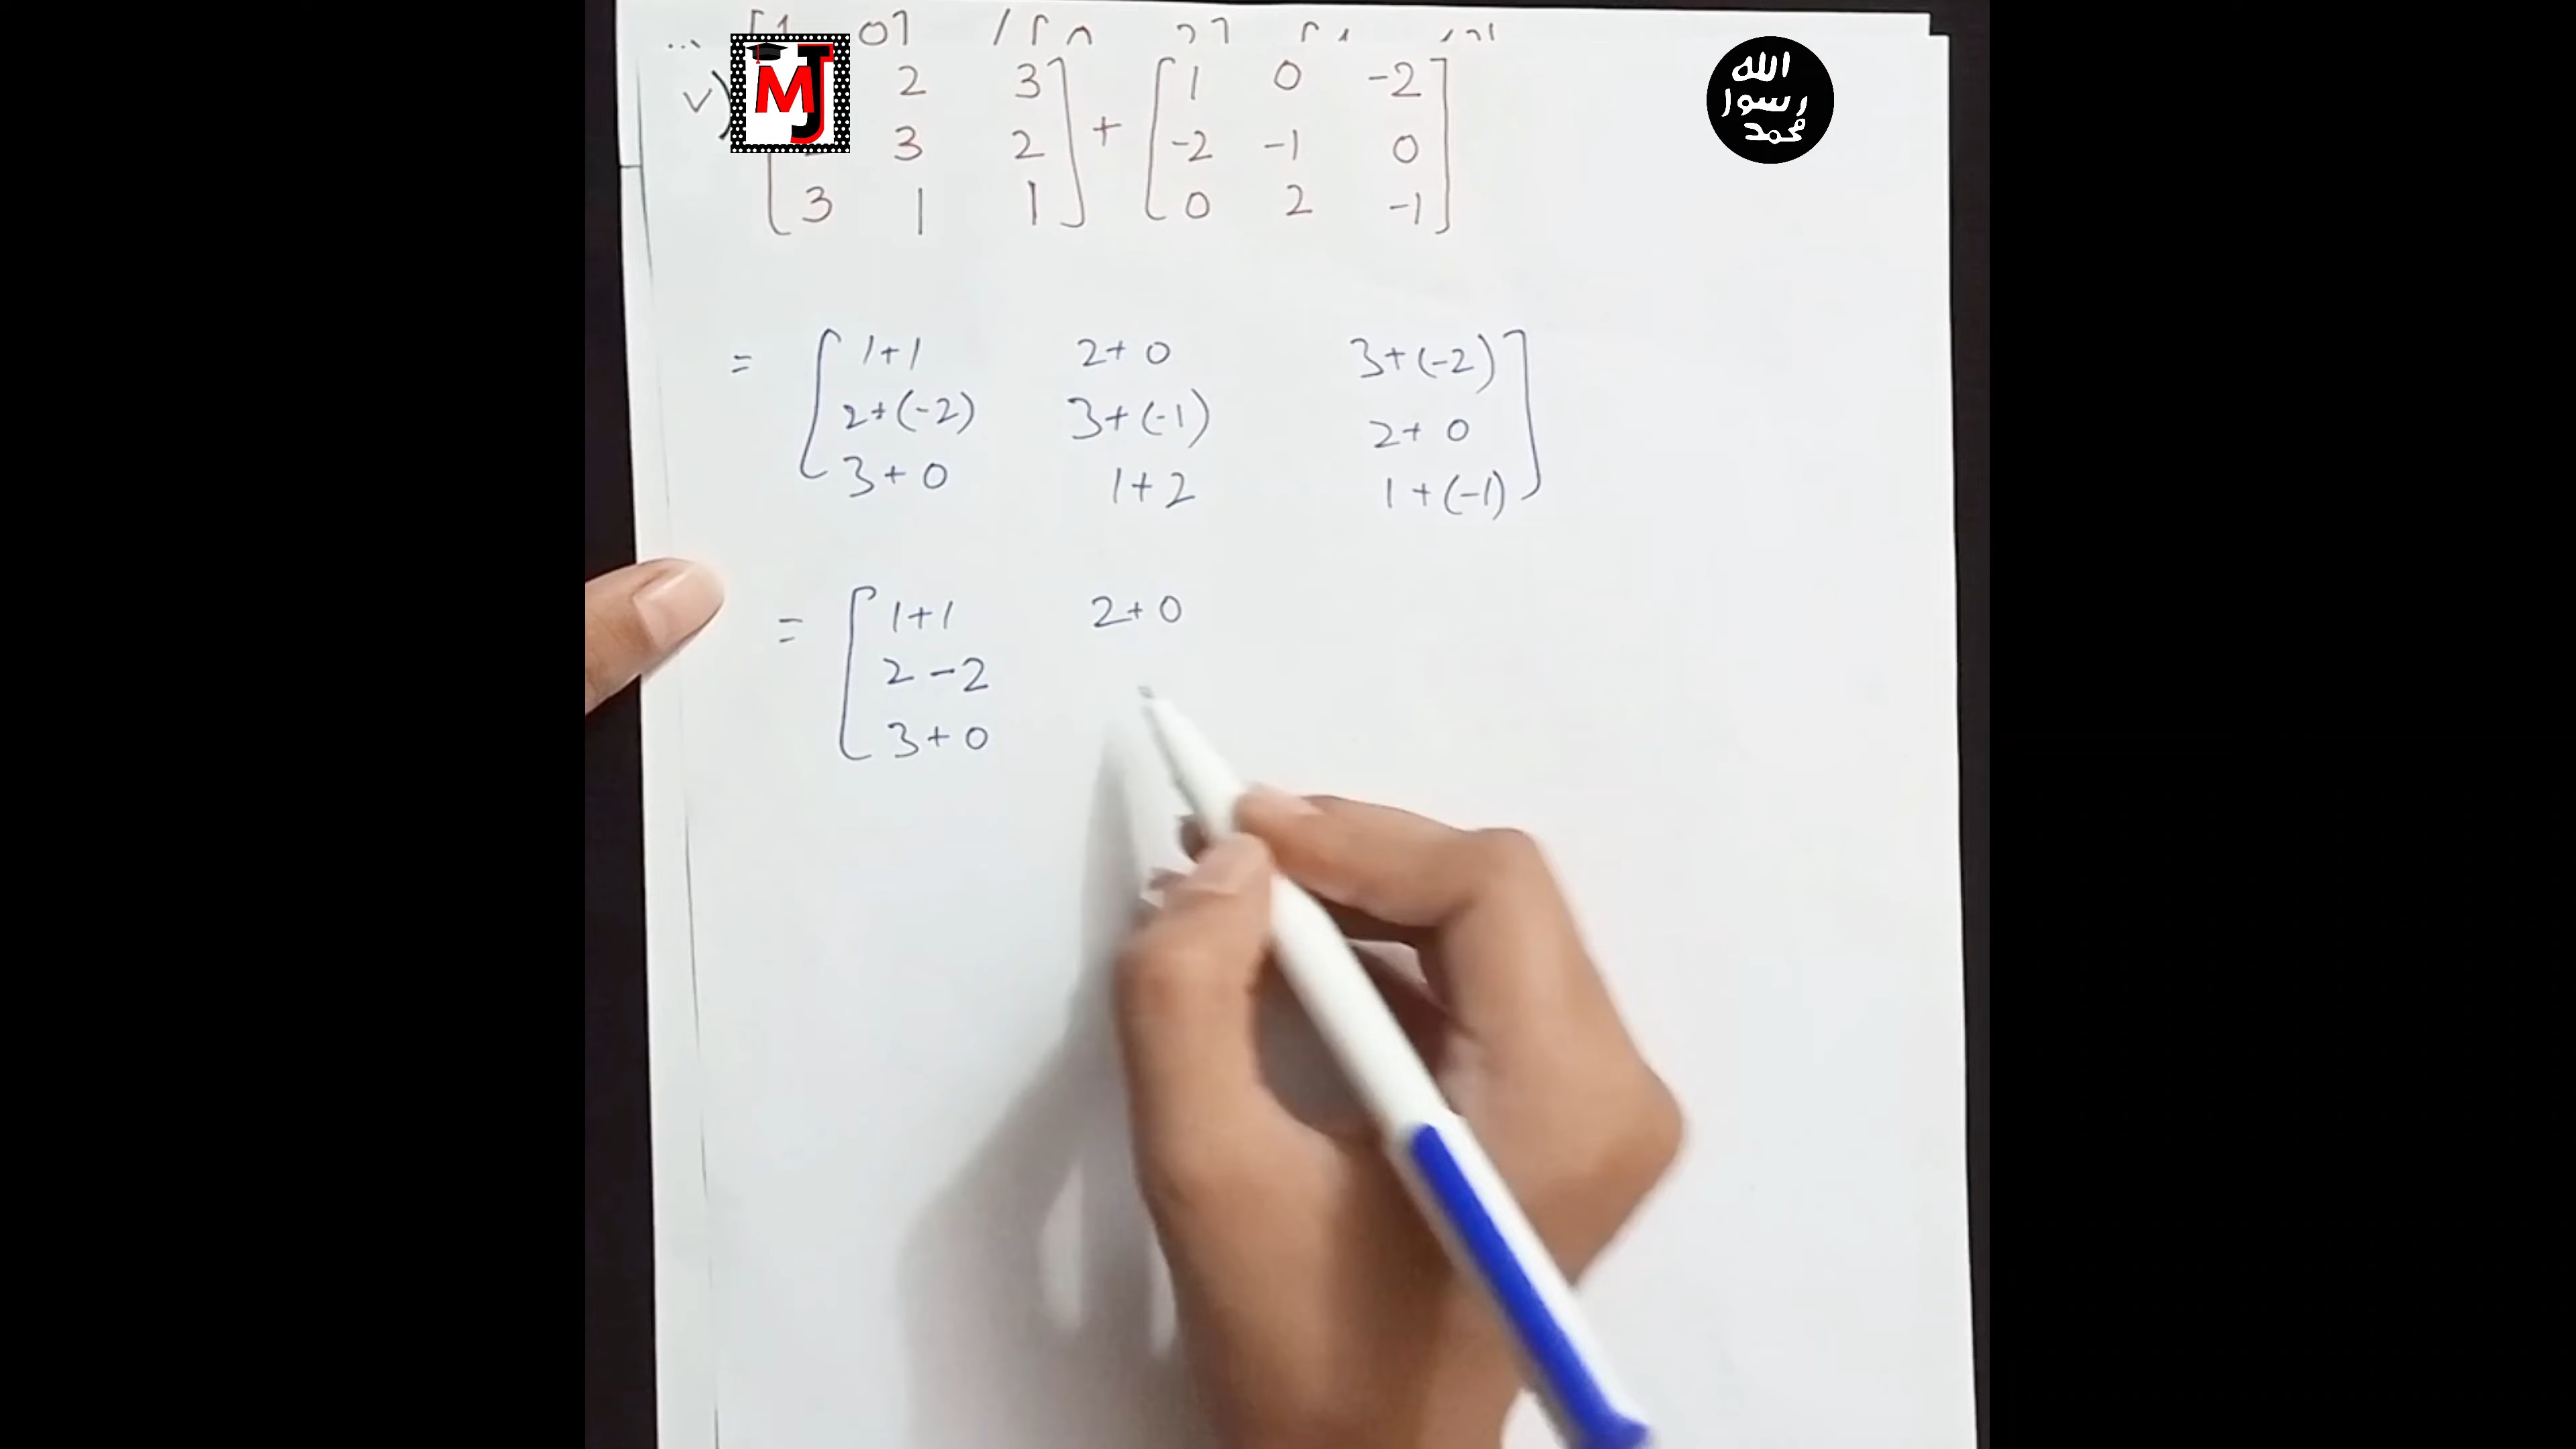 MJ
الله
رسول
محمد
v) 2 3 1 0 -2
3 2 + -2 -1 0
3 1 1 0 2 -1
= 1+1 2+0 3+(-2)
2+(-2) 3+(-1) 2+0
3+0 1+2 1+(-1)
= 1+1 2+0
2-2
3+0